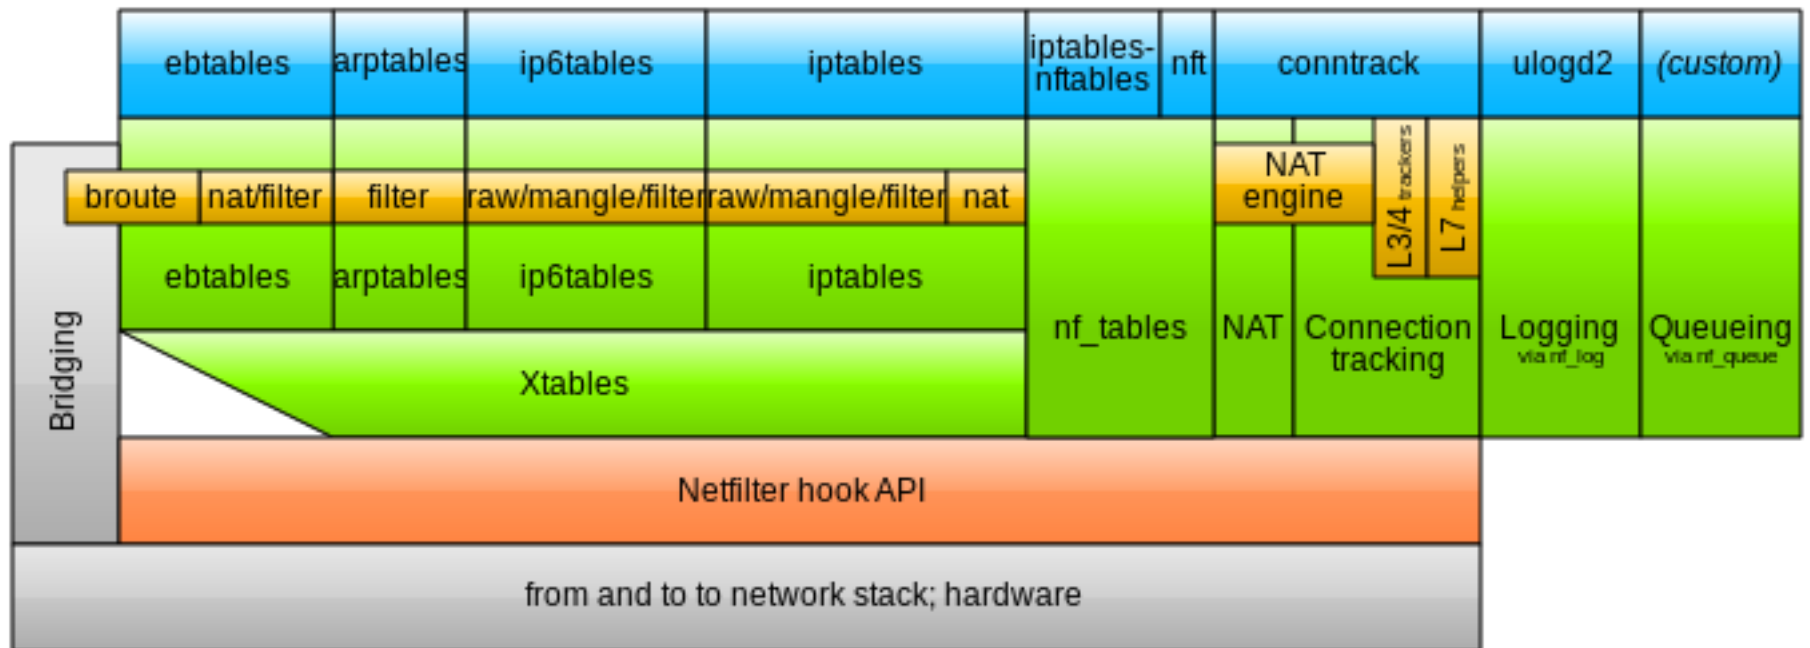 ebtables
arptables
ip6tables
iptables
iptables-
nftables
nft
conntrack
ulogd2
(custom)
broute
nat/filter
filter
raw/mangle/filter
raw/mangle/filter
nat
NAT
engine
L3/4 trackers
L7 helpers
ebtables
arptables
ip6tables
iptables
nf_tables
NAT
Connection
tracking
Logging
via nf_log
Queueing
via nf_queue
Bridging
Xtables
Netfilter hook API
from and to to network stack; hardware